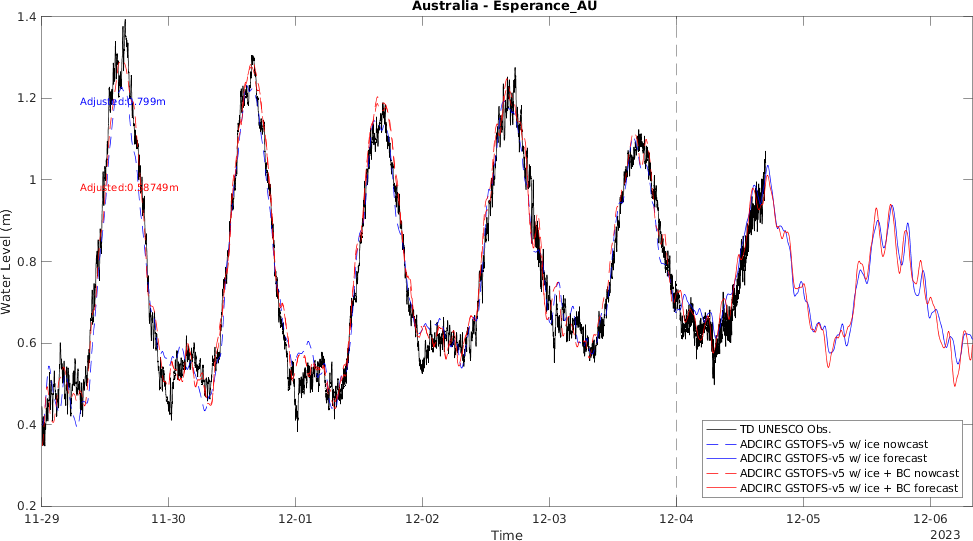 Australia - Esperance_AU
1.4
1.2
1
0.8
0.6
0.4
0.2
Water Level (m)
Adjusted:0.799m
Adjusted:0.58749m
TD UNESCO Obs.
ADCIRC GSTOFS-v5 w/ ice nowcast
ADCIRC GSTOFS-v5 w/ ice forecast
ADCIRC GSTOFS-v5 w/ ice + BC nowcast
ADCIRC GSTOFS-v5 w/ ice + BC forecast
11-29 11-30 12-01 12-02 12-03 12-04 12-05 12-06
Time 2023